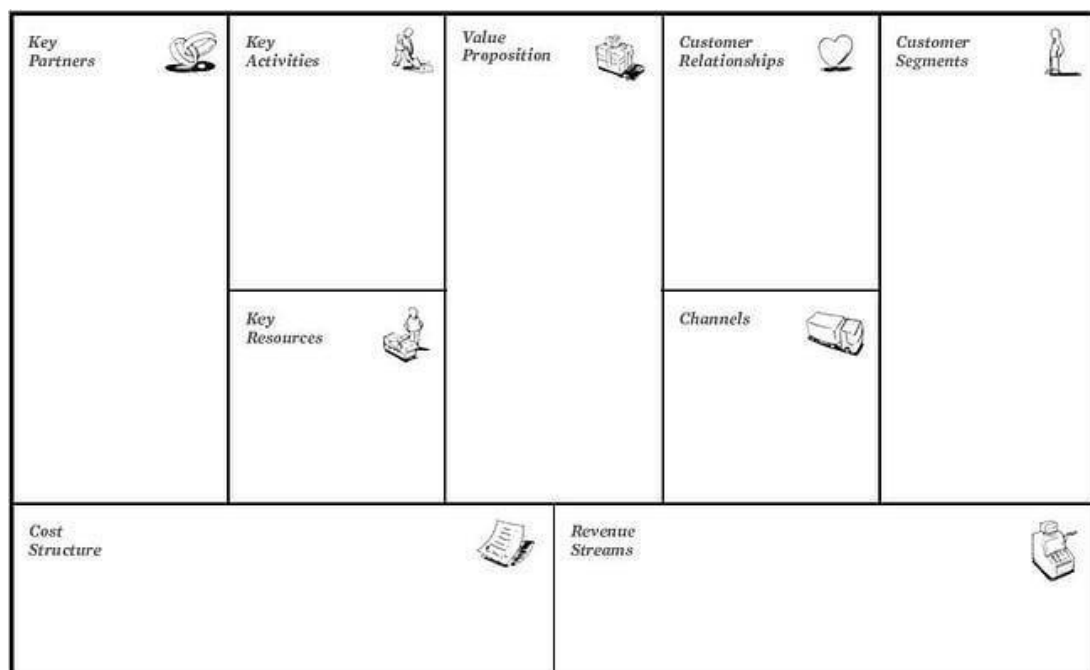 Key
Partners
Key
Activities
Value
Proposition
Customer
Relationships
Customer
Segments
Key
Resources
Channels
Cost
Structure
Revenue
Streams